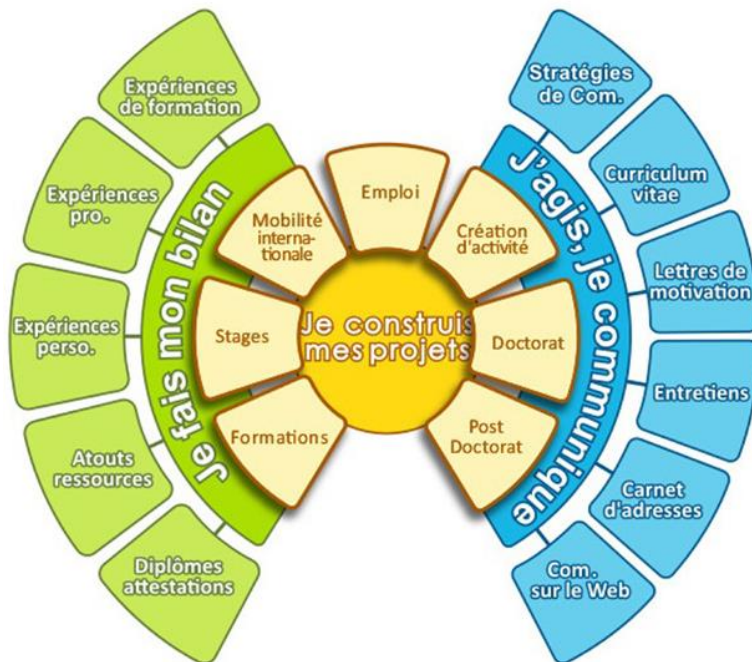 Expériences
de formation
Expériences
pro.
Expériences
perso.
Atouts
ressources
Diplômes
attestations
Je fais mon bilan
Formations
Stages
Mobilité
interna-
tionale
Emploi
Création
d'activité
Doctorat
Post
Doctorat
Je construis
mes projets
J'agis, je communique
Stratégies
de Com.
Curriculum
vitae
Lettres de
motivation
Entretiens
Carnet
d'adresses
Com.
sur le Web